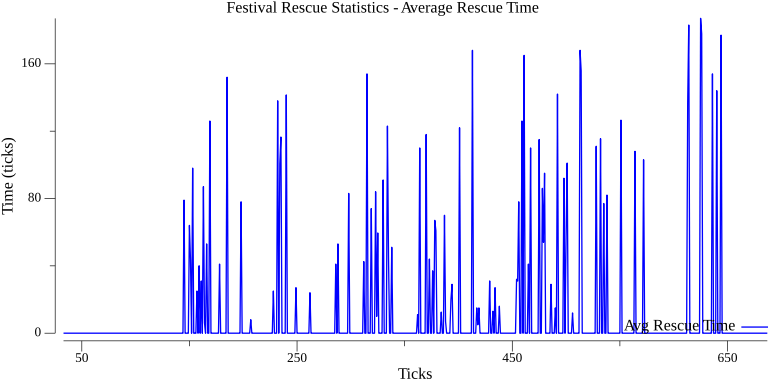 Festival Rescue Statistics - Average Rescue Time
Time (ticks)
160
80
0
Avg Rescue Time
50
250
450
650
Ticks